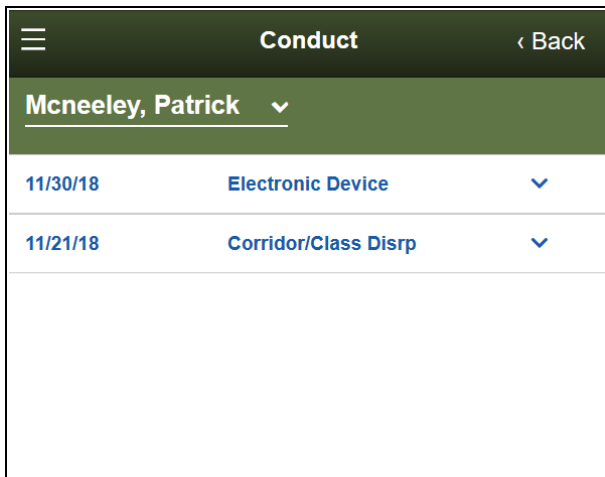 Conduct ‹ Back
Mcneeley, Patrick
11/30/18 Electronic Device
11/21/18 Corridor/Class Disrp